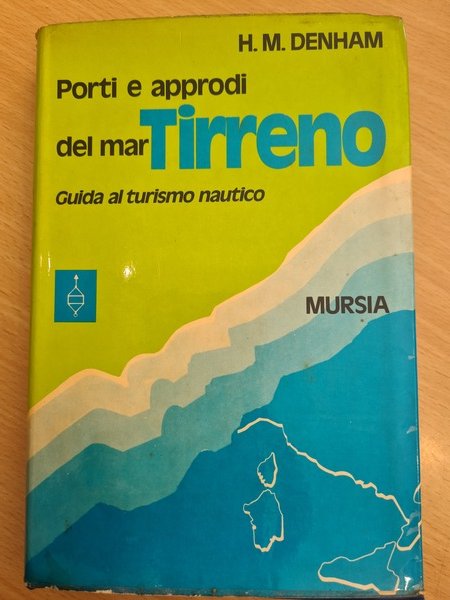 H. M. DENHAM
Porti e approdi
del mar Tirreno
Guida al turismo nautico
MURSIA